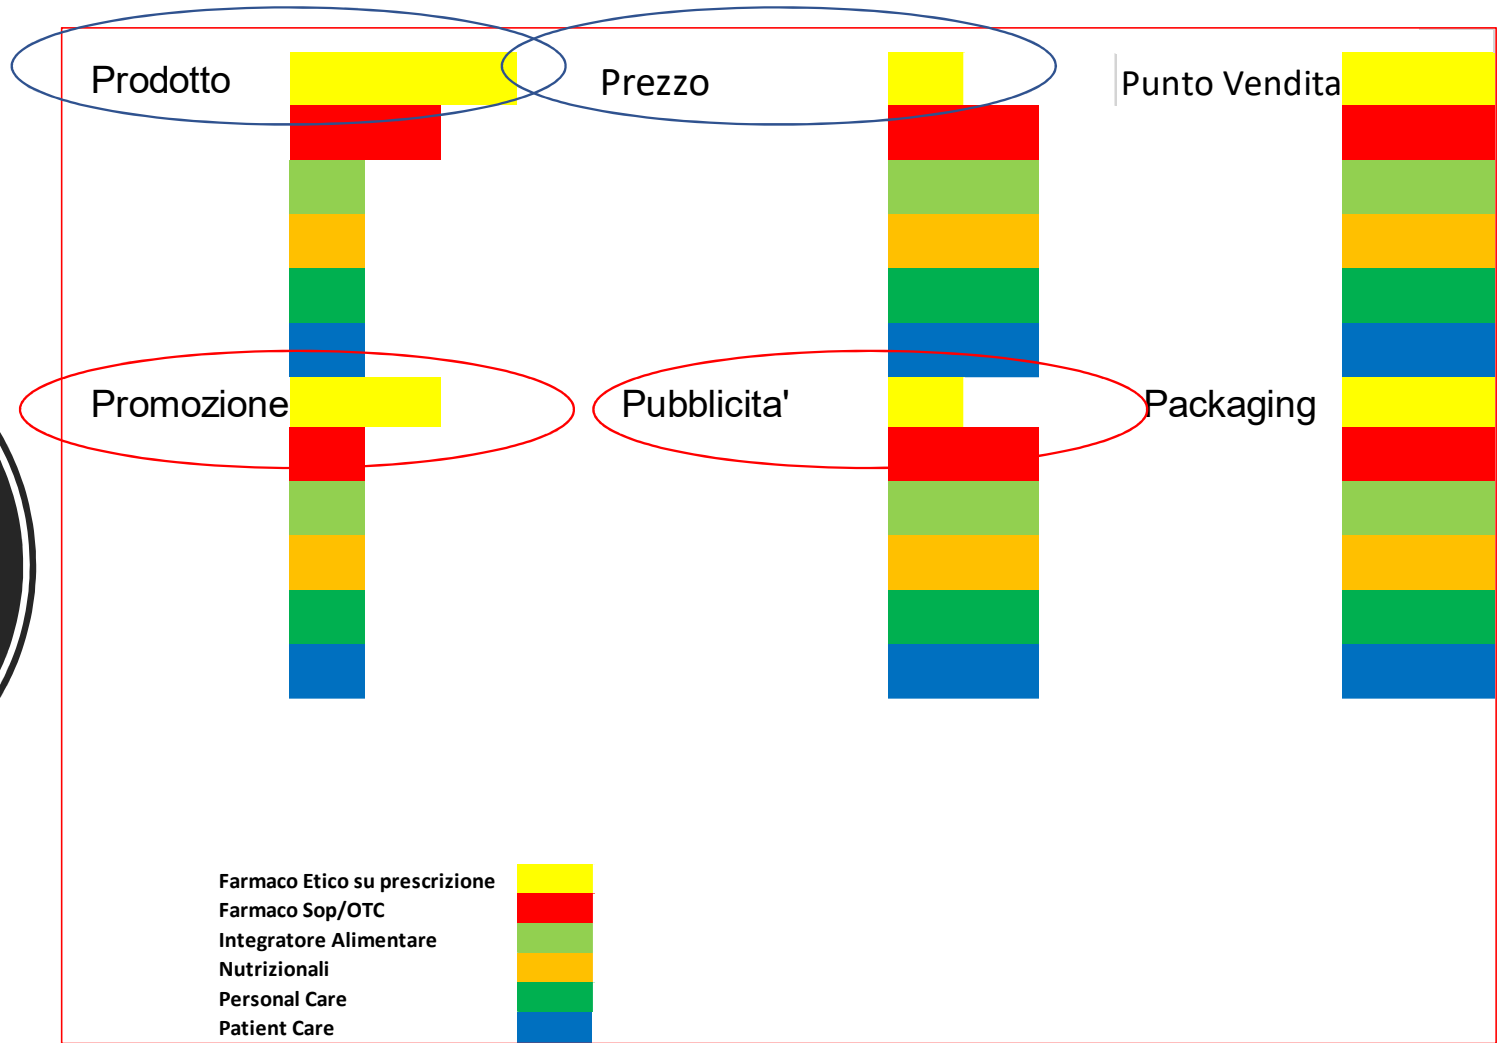 Prodotto
Prezzo
Punto Vendita
Promozione
Pubblicita'
Packaging
Farmaco Etico su prescrizione
Farmaco Sop/OTC
Integratore Alimentare
Nutrizionali
Personal Care
Patient Care